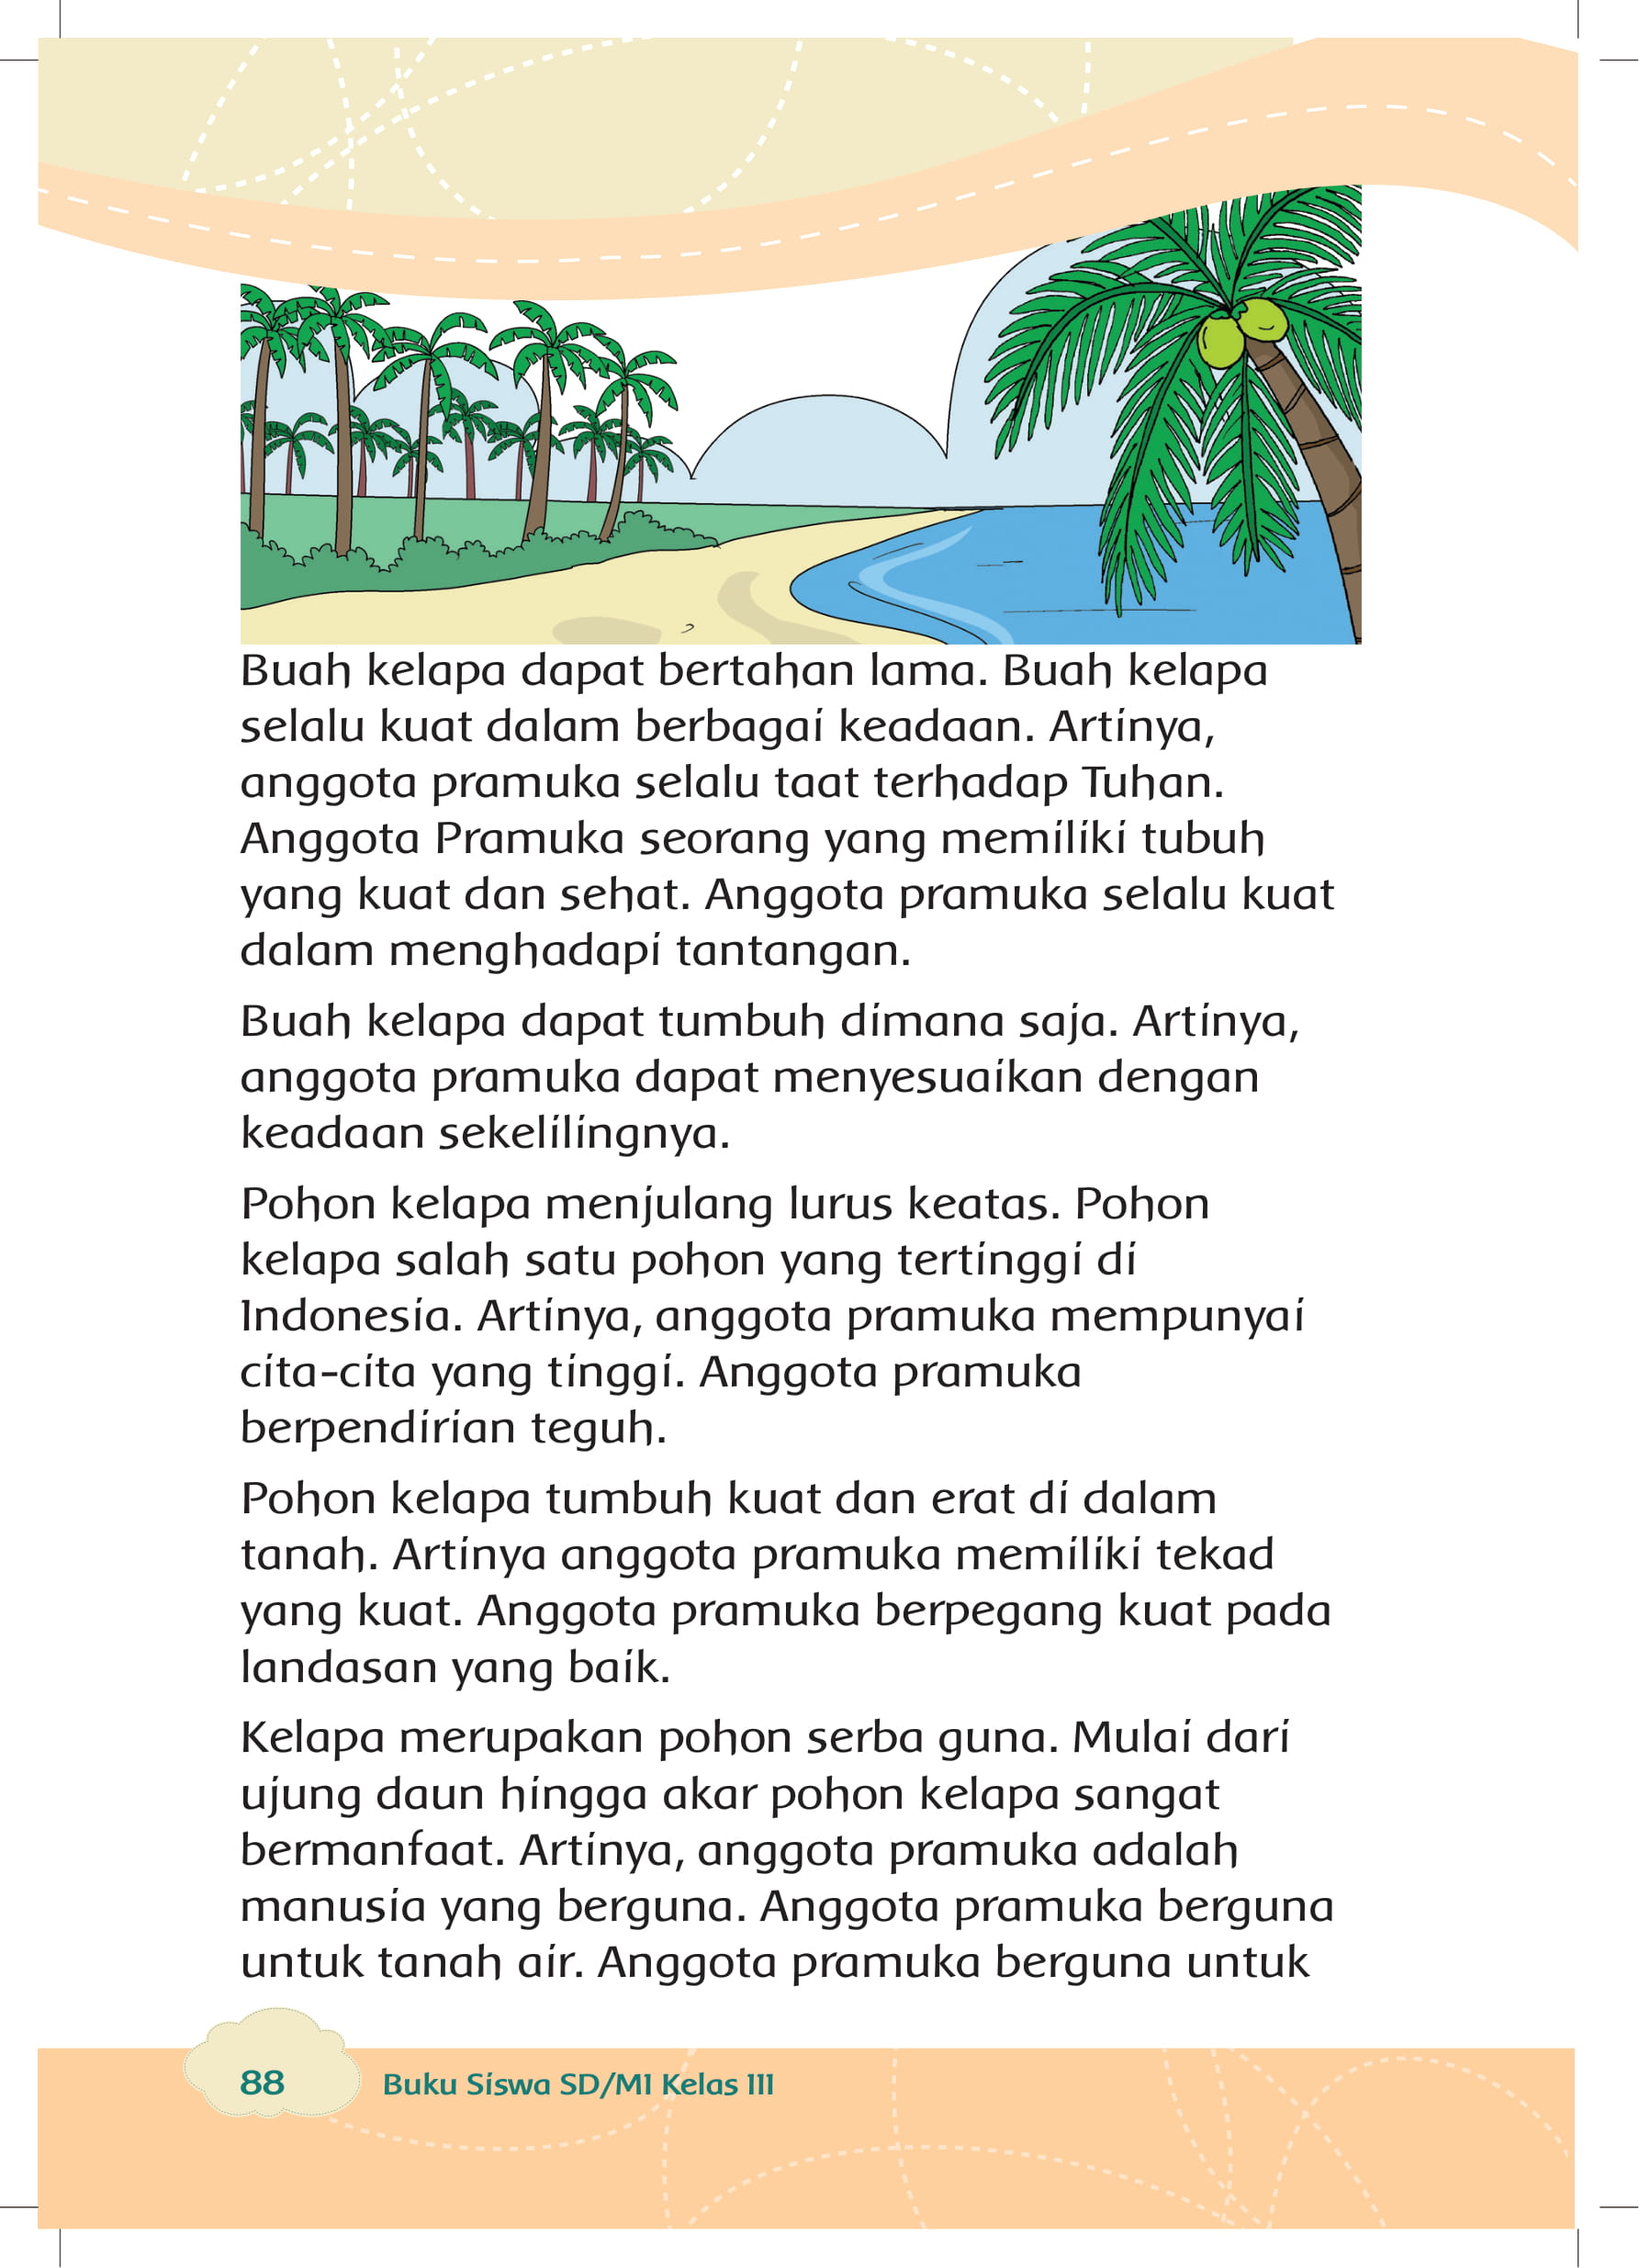 Buah kelapa dapat bertahan lama. Buah kelapa
selalu kuat dalam berbagai keadaan. Artinya,
anggota pramuka selalu taat terhadap Tuhan.
Anggota Pramuka seorang yang memiliki tubuh
yang kuat dan sehat. Anggota pramuka selalu kuat
dalam menghadapi tantangan.
Buah kelapa dapat tumbuh dimana saja. Artinya,
anggota pramuka dapat menyesuaikan dengan
keadaan sekelilingnya.
Pohon kelapa menjulang lurus keatas. Pohon
kelapa salah satu pohon yang tertinggi di
Indonesia. Artinya, anggota pramuka mempunyai
cita-cita yang tinggi. Anggota pramuka
berpendirian teguh.
Pohon kelapa tumbuh kuat dan erat di dalam
tanah. Artinya anggota pramuka memiliki tekad
yang kuat. Anggota pramuka berpegang kuat pada
landasan yang baik.
Kelapa merupakan pohon serba guna. Mulai dari
ujung daun hingga akar pohon kelapa sangat
bermanfaat. Artinya, anggota pramuka adalah
manusia yang berguna. Anggota pramuka berguna
untuk tanah air. Anggota pramuka berguna untuk
88 Buku Siswa SD/MI Kelas III